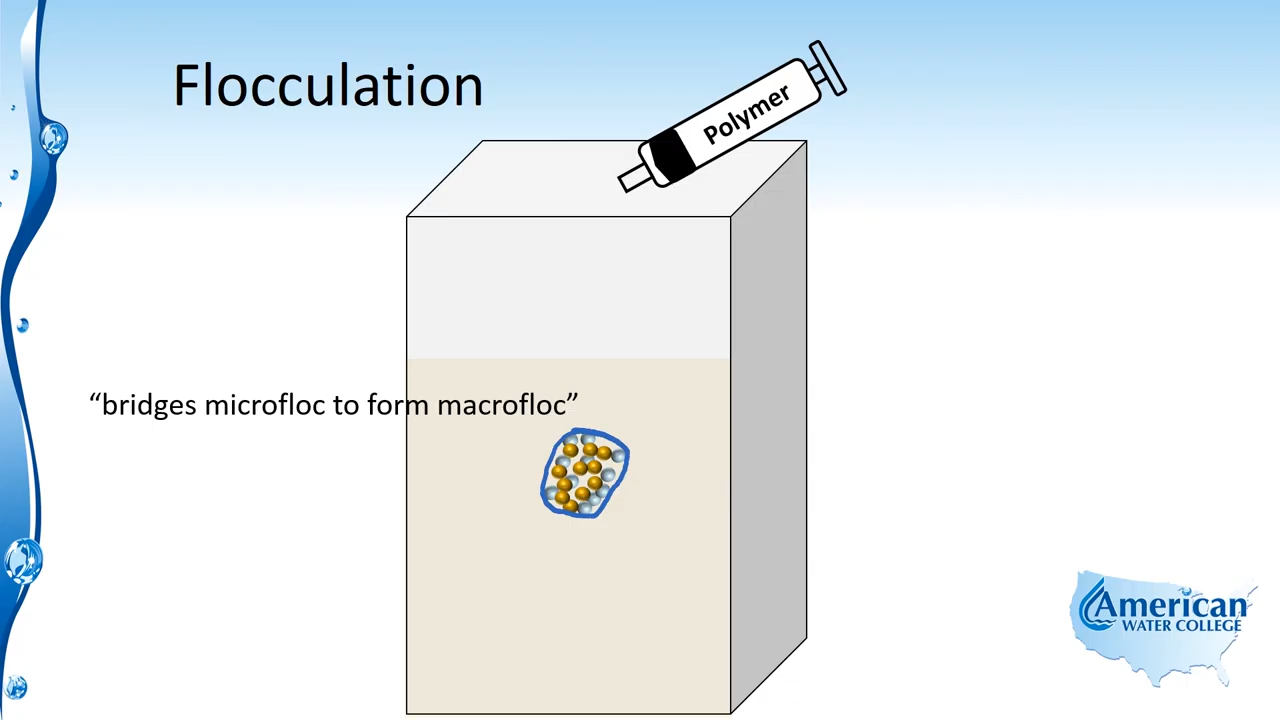 Flocculation
Polymer
“bridges microfloc to form macrofloc”
American
WATER COLLEGE